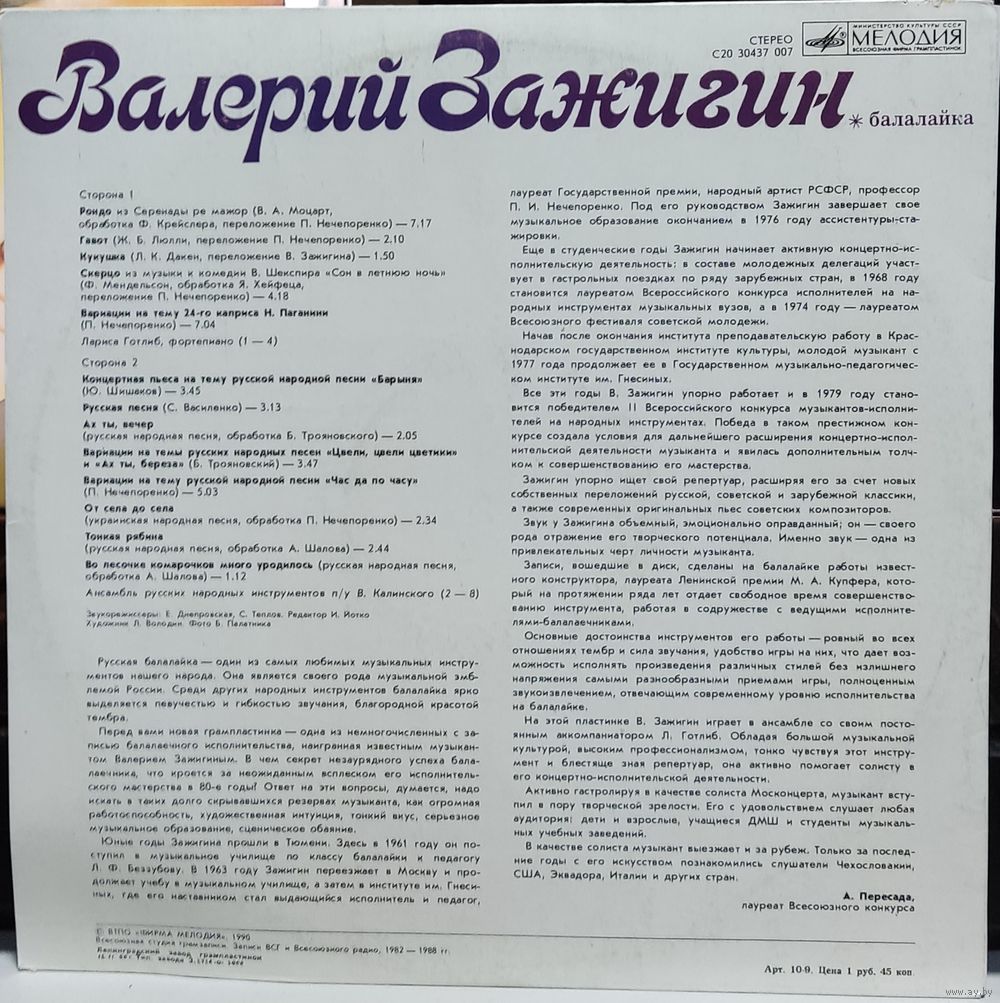 МИНИСТЕРСТВО КУЛЬТУРЫ СССР
МЕЛОДИЯ
ВСЕСОЮЗНАЯ ФИРМА ГРАМПЛАСТИНОК
СТЕРЕО
С20 30437 007
Валерий Зажигин
* балалайка
Сторона 1
Рондо из Серенады ре мажор (В. А. Моцарт,
обработка Ф. Крейслера, переложение П. Нечепоренко) — 7.17
Гавот (Ж. Б. Люлли, переложение П. Нечепоренко) — 2.10
Кукушка (Л. К. Дакен, переложение В. Зажигина) — 1.50
Скерцо из музыки к комедии В. Шекспира «Сон в летнюю ночь»
(Ф. Мендельсон, обработка Я. Хейфеца,
переложение П. Нечепоренко) — 4.18
Вариации на тему 24-го каприса Н. Паганини
(П. Нечепоренко) — 7.04
Лариса Готлиб, фортепиано (1 — 4)
Сторона 2
Концертная пьеса на тему русской народной песни «Барыня»
(Ю. Шишаков) — 3.45
Русская песня (С. Василенко) — 3.13
Ах ты, вечер
(русская народная песня, обработка Б. Трояновского) — 2.05
Вариации на темы русских народных песен «Цвели, цвели цветики»
и «Ах ты, береза» (Б. Трояновский) — 3.47
Вариации на тему русской народной песни «Час да по часу»
(П. Нечепоренко) — 5.03
От села до села
(украинская народная песня, обработка П. Нечепоренко) — 2.34
Тонкая рябина
(русская народная песня, обработка А. Шалова) — 2.44
Во лесочке комарочков много уродилось (русская народная песня,
обработка А. Шалова) — 1.12
Ансамбль русских народных инструментов п/у В. Калинского (2 — 8)
Звукорежиссеры: Е. Днепровская, С. Теплов. Редактор И. Йотко
Художник Л. Володин. Фото Б. Палатника
Русская балалайка — один из самых любимых музыкальных инстру-
ментов нашего народа. Она является своего рода музыкальной эмб-
лемой России. Среди других народных инструментов балалайка ярко
выделяется певучестью и гибкостью звучания, благородной красотой
тембра.
Перед вами новая грампластинка — одна из немногочисленных с за-
писью балалаечного исполнительства, наигранная известным музыкан-
том Валерием Зажигиным. В чем секрет незаурядного успеха бала-
лаечника, что кроется за неожиданным всплеском его исполнитель-
ского мастерства в 80-е годы? Ответ на эти вопросы, думается, надо
искать в таких долго скрывавшихся резервах музыканта, как огромная
работоспособность, художественная интуиция, тонкий вкус, серьезное
музыкальное образование, сценическое обаяние.
Юные годы Зажигина прошли в Тюмени. Здесь в 1961 году он по-
ступил в музыкальное училище по классу балалайки к педагогу
Л. Ф. Беззубову. В 1963 году Зажигин переезжает в Москву и про-
должает учебу в музыкальном училище, а затем в институте им. Гнеси-
ных, где его наставником стал выдающийся исполнитель и педагог,
лауреат Государственной премии, народный артист РСФСР, профессор
П. И. Нечепоренко. Под его руководством Зажигин завершает свое
музыкальное образование окончанием в 1976 году ассистентуры-ста-
жировки.
Еще в студенческие годы Зажигин начинает активную концертно-ис-
полнительскую деятельность: в составе молодежных делегаций участ-
вует в гастрольных поездках по ряду зарубежных стран, в 1968 году
становится лауреатом Всероссийского конкурса исполнителей на на-
родных инструментах музыкальных вузов, а в 1974 году — лауреатом
Всесоюзного фестиваля советской молодежи.
Начав после окончания института преподавательскую работу в Крас-
нодарском государственном институте культуры, молодой музыкант с
1977 года продолжает ее в Государственном музыкально-педагогичес-
ком институте им. Гнесиных.
Все эти годы В. Зажигин упорно работает и в 1979 году стано-
вится победителем II Всероссийского конкурса музыкантов-исполни-
телей на народных инструментах. Победа в таком престижном кон-
курсе создала условия для дальнейшего расширения концертно-испол-
нительской деятельности музыканта и явилась дополнительным толч-
ком к совершенствованию его мастерства.
Зажигин упорно ищет свой репертуар, расширяя его за счет новых
собственных переложений русской, советской и зарубежной классики,
а также современных оригинальных пьес советских композиторов.
Звук у Зажигина объемный, эмоционально оправданный; он — своего
рода отражение его творческого потенциала. Именно звук — одна из
привлекательных черт личности музыканта.
Записи, вошедшие в диск, сделаны на балалайке работы извест-
ного конструктора, лауреата Ленинской премии М. А. Купфера, кото-
рый на протяжении ряда лет отдает свободное время совершенство-
ванию инструмента, работая в содружестве с ведущими исполните-
лями-балалаечниками.
Основные достоинства инструментов его работы — ровный во всех
отношениях тембр и сила звучания, удобство игры на них, что дает воз-
можность исполнять произведения различных стилей без излишнего
напряжения самыми разнообразными приемами игры, полноценным
звукоизвлечением, отвечающим современному уровню исполнительства
на балалайке.
На этой пластинке В. Зажигин играет в ансамбле со своим посто-
янным аккомпаниатором Л. Готлиб. Обладая большой музыкальной
культурой, высоким профессионализмом, тонко чувствуя этот инстру-
мент и блестяще зная репертуар, она активно помогает солисту в
его концертно-исполнительской деятельности.
Активно гастролируя в качестве солиста Москонцерта, музыкант всту-
пил в пору творческой зрелости. Его с удовольствием слушает любая
аудитория: дети и взрослые, учащиеся ДМШ и студенты музыкаль-
ных учебных заведений.
В качестве солиста музыкант выезжает и за рубеж. Только за послед-
ние годы с его искусством познакомились слушатели Чехословакии,
США, Эквадора, Италии и других стран.
А. Пересада,
лауреат Всесоюзного конкурса
© ВТПО «ФИРМА МЕЛОДИЯ», 1990
Всесоюзная студия грамзаписи. Записи ВСГ и Всесоюзного радио, 1982 — 1988 гг.
Ленинградский завод грампластинок
Тип. завода
Арт. 10-9. Цена 1 руб. 45 коп.
www.ay.by